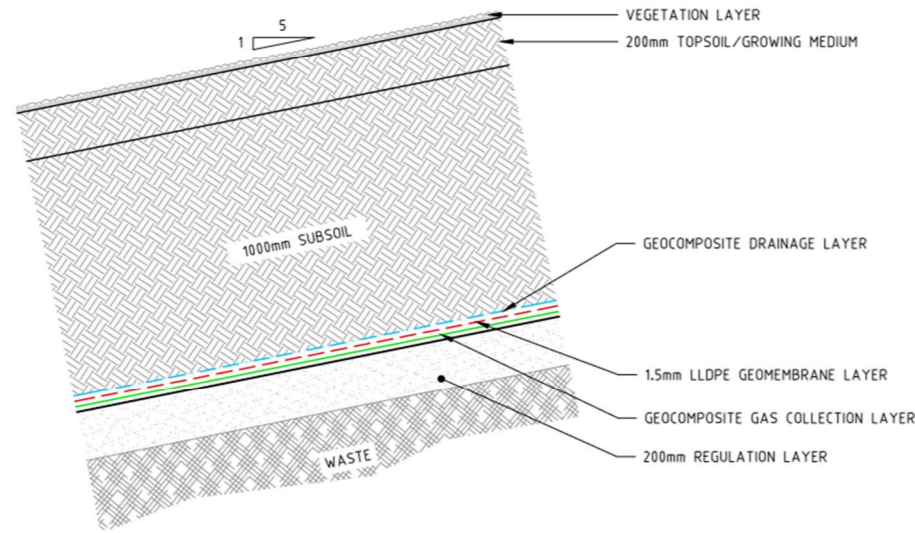 5
1
VEGETATION LAYER
200mm TOPSOIL/GROWING MEDIUM
1000mm SUBSOIL
GEOCOMPOSITE DRAINAGE LAYER
1.5mm LLDPE GEOMEMBRANE LAYER
GEOCOMPOSITE GAS COLLECTION LAYER
200mm REGULATION LAYER
WASTE